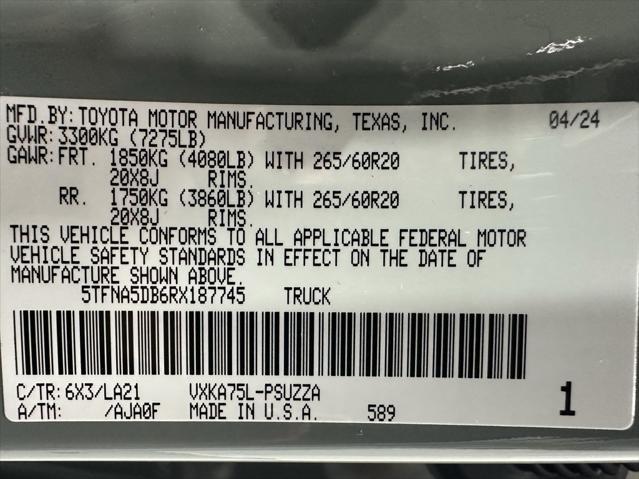 MFD.BY: TOYOTA MOTOR MANUFACTURING, TEXAS, INC. 04/24
GVWR: 3300KG (7275LB)
GAWR: FRT. 1850KG (4080LB) WITH 265/60R20 TIRES,
20X8J RIMS.
RR. 1750KG (3860LB) WITH 265/60R20 TIRES,
20X8J RIMS.
THIS VEHICLE CONFORMS TO ALL APPLICABLE FEDERAL MOTOR
VEHICLE SAFETY STANDARDS IN EFFECT ON THE DATE OF
MANUFACTURE SHOWN ABOVE.
5TFNA5DB6RX187745 TRUCK
C/TR: 6X3/LA21 VXKA75L-PSUZZA
A/TM: /AJA0F MADE IN U.S.A. 589 1